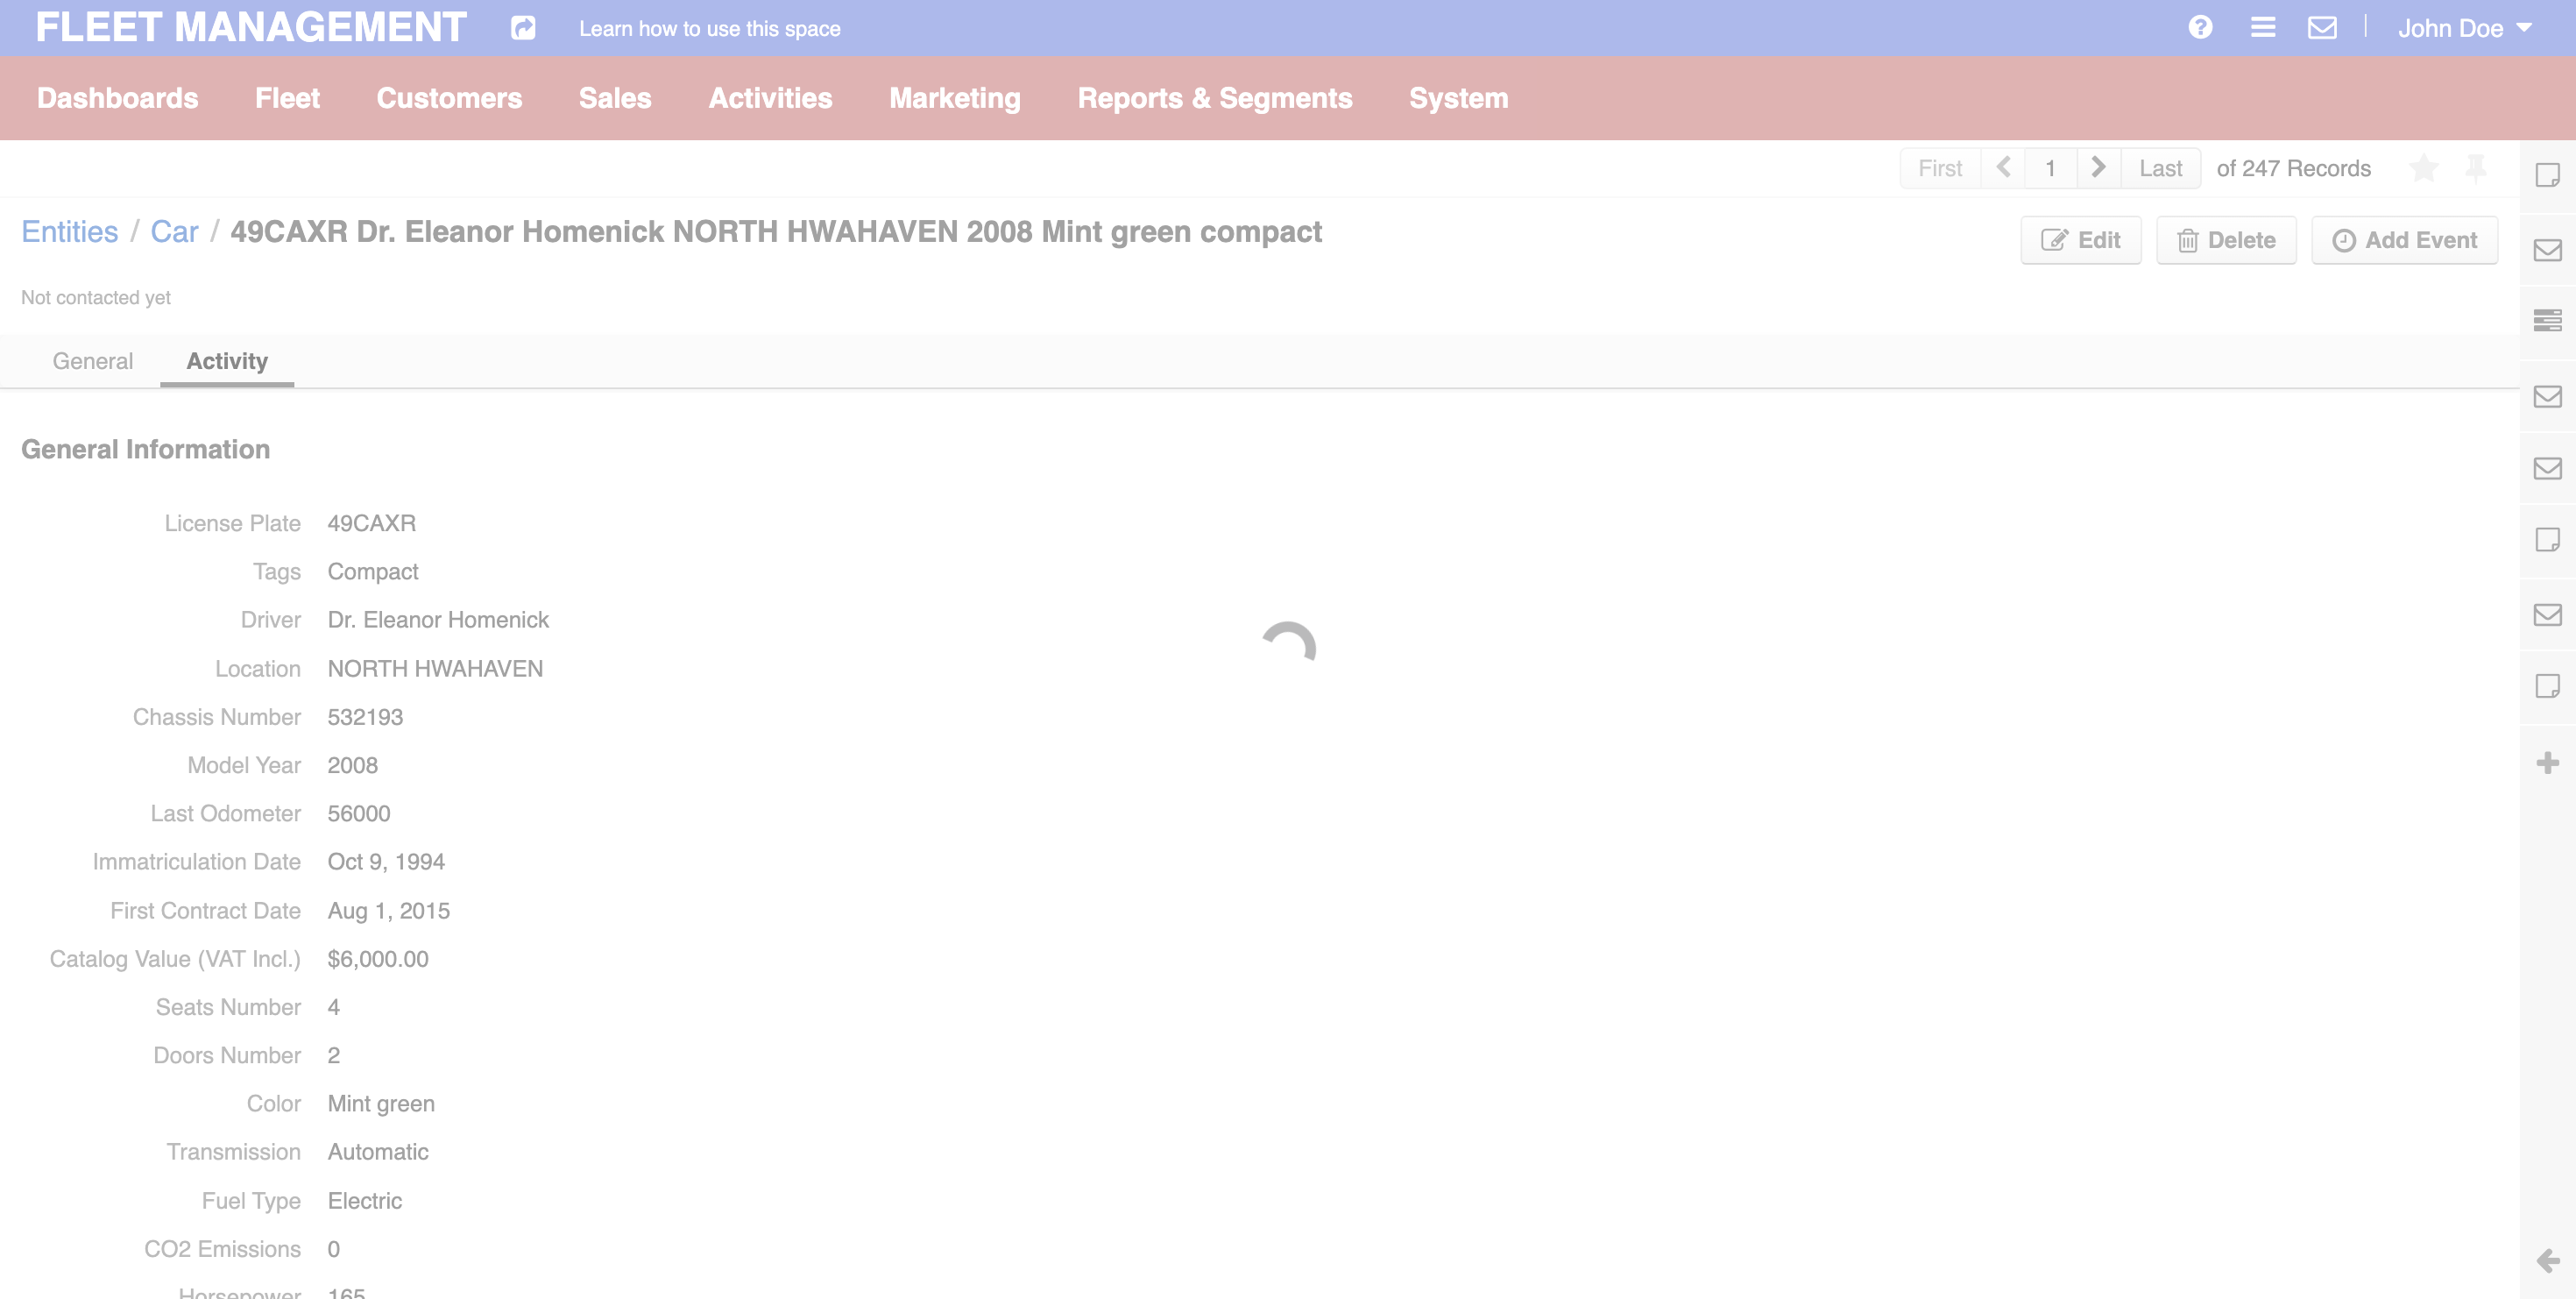 FLEET MANAGEMENT Learn how to use this space John Doe
Dashboards Fleet Customers Sales Activities Marketing Reports & Segments System
First 1 Last of 247 Records
Entities / Car / 49CAXR Dr. Eleanor Homenick NORTH HWAHAVEN 2008 Mint green compact
Edit Delete Add Event
Not contacted yet
General Activity
General Information
License Plate 49CAXR
Tags Compact
Driver Dr. Eleanor Homenick
Location NORTH HWAHAVEN
Chassis Number 532193
Model Year 2008
Last Odometer 56000
Immatriculation Date Oct 9, 1994
First Contract Date Aug 1, 2015
Catalog Value (VAT Incl.) $6,000.00
Seats Number 4
Doors Number 2
Color Mint green
Transmission Automatic
Fuel Type Electric
CO2 Emissions 0
Horsepower 165